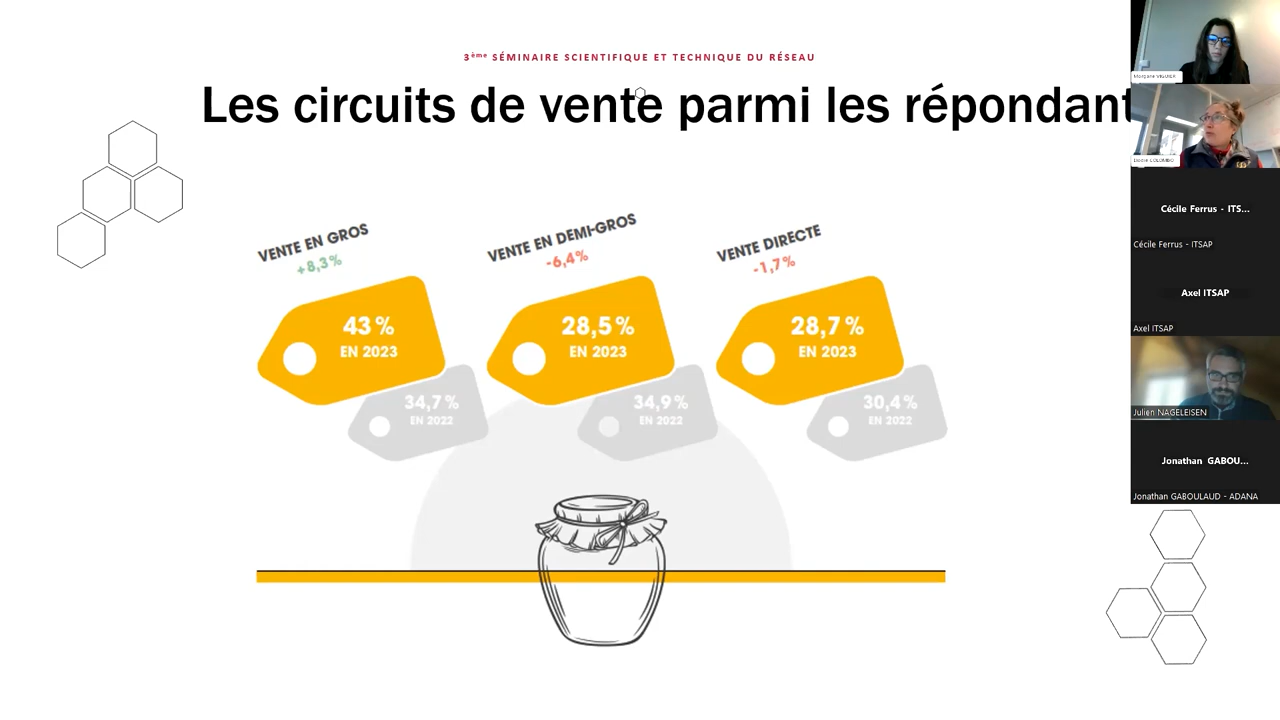 3ème SÉMINAIRE SCIENTIFIQUE ET TECHNIQUE DU RÉSEAU
Les circuits de vente parmi les répondant
VENTE EN GROS
+8,3%
43 %
EN 2023
34,7 %
EN 2022
VENTE EN DEMI-GROS
-6,4%
28,5 %
EN 2023
34,9 %
EN 2022
VENTE DIRECTE
-1,7%
28,7 %
EN 2023
30,4 %
EN 2022
Cécile Ferrus - ITS...
Cécile Ferrus - ITSAP
Axel ITSAP
Axel ITSAP
Julien NAGELEISEN
Jonathan GABOU...
Jonathan GABOULAUD - ADANA